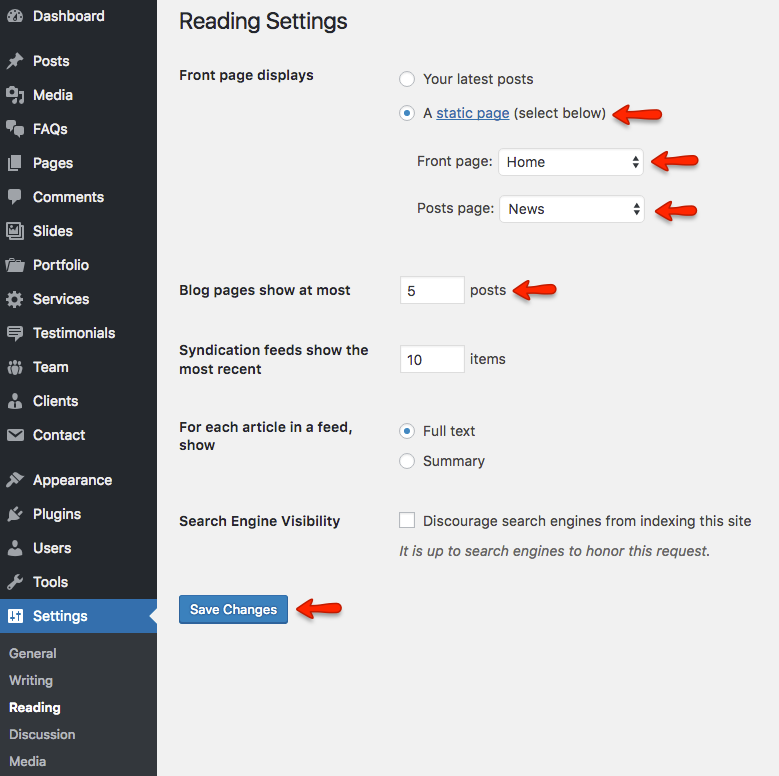 Dashboard
Posts
Media
FAQs
Pages
Comments
Slides
Portfolio
Services
Testimonials
Team
Clients
Contact
Appearance
Plugins
Users
Tools
Settings
General
Writing
Reading
Discussion
Media
Reading Settings
Front page displays
Your latest posts
A static page (select below)
Front page: Home
Posts page: News
Blog pages show at most 5 posts
Syndication feeds show the
most recent
10 items
For each article in a feed,
show
Full text
Summary
Search Engine Visibility
Discourage search engines from indexing this site
It is up to search engines to honor this request.
Save Changes